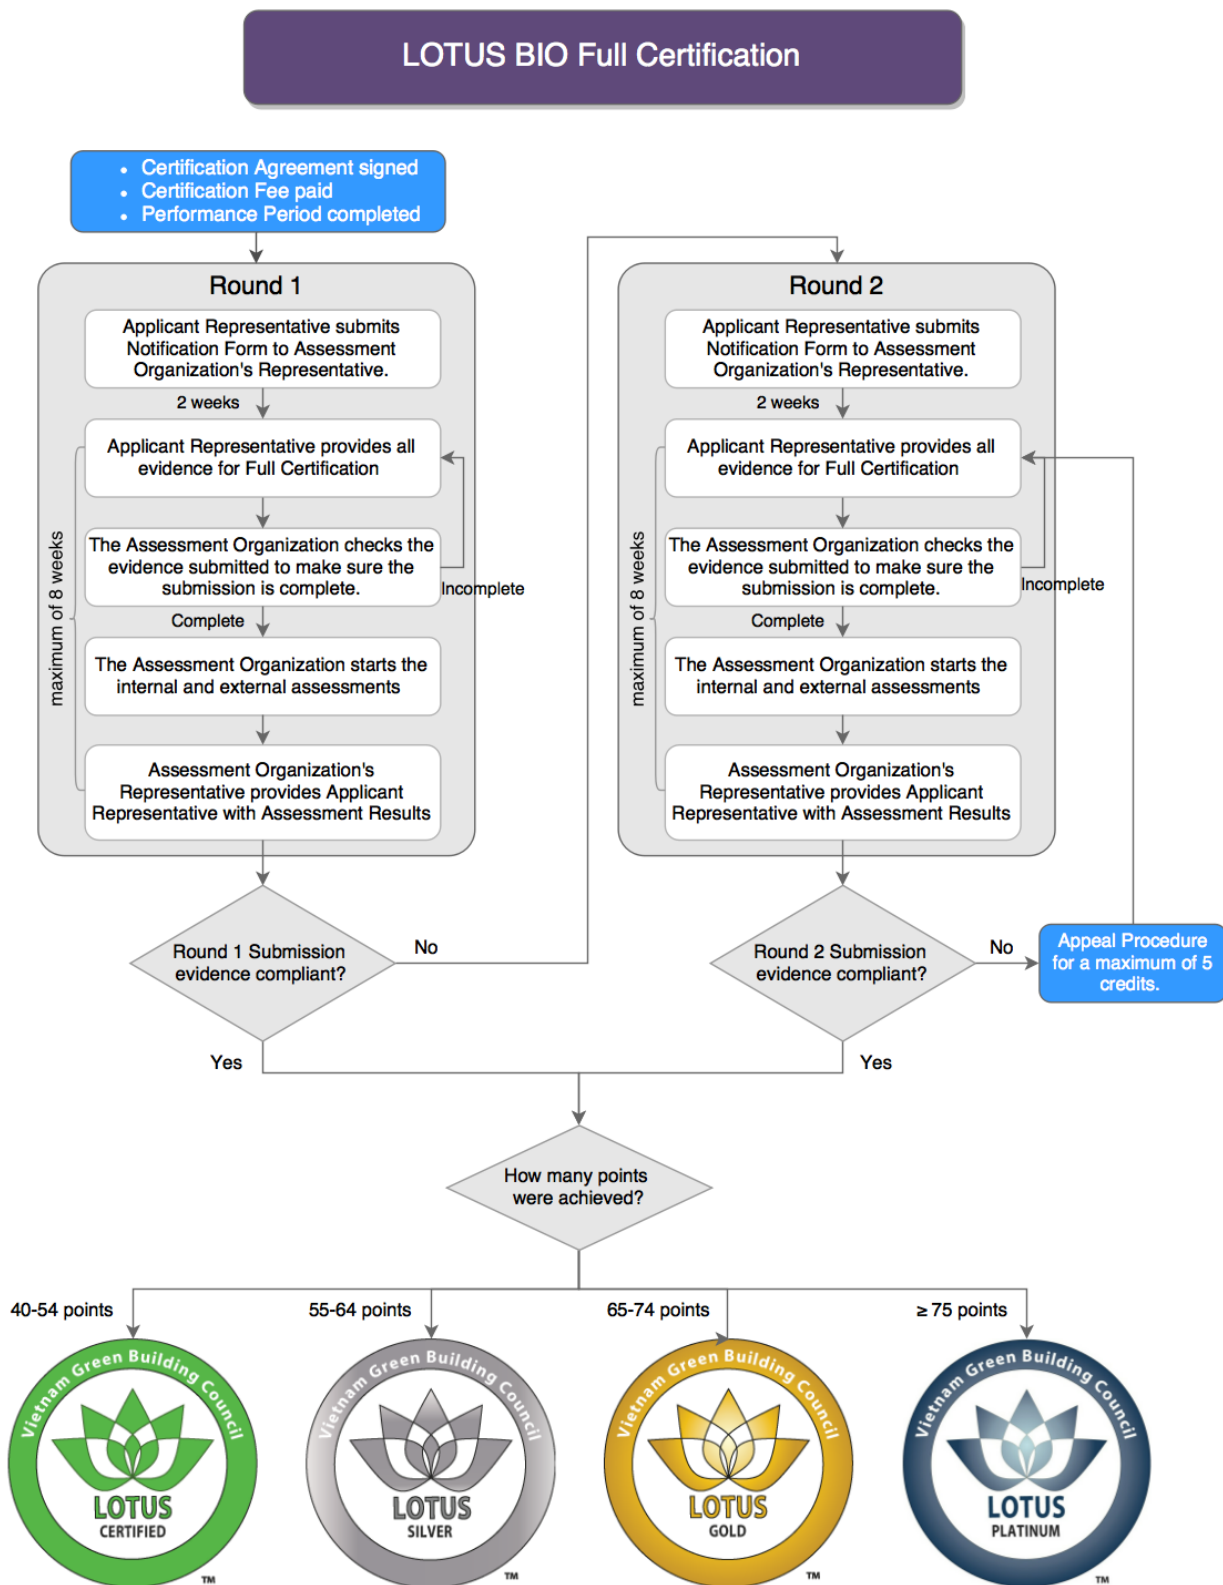 LOTUS BIO Full Certification
• Certification Agreement signed
• Certification Fee paid
• Performance Period completed
Round 1
Applicant Representative submits
Notification Form to Assessment
Organization's Representative.
2 weeks
Applicant Representative provides all
evidence for Full Certification
The Assessment Organization checks the
evidence submitted to make sure the
submission is complete.
Incomplete
Complete
The Assessment Organization starts the
internal and external assessments
Assessment Organization's
Representative provides Applicant
Representative with Assessment Results
maximum of 8 weeks
Round 1 Submission
evidence compliant?
No
Yes
Round 2
Applicant Representative submits
Notification Form to Assessment
Organization's Representative.
2 weeks
Applicant Representative provides all
evidence for Full Certification
The Assessment Organization checks the
evidence submitted to make sure the
submission is complete.
Incomplete
Complete
The Assessment Organization starts the
internal and external assessments
Assessment Organization's
Representative provides Applicant
Representative with Assessment Results
maximum of 8 weeks
Round 2 Submission
evidence compliant?
No
Yes
Appeal Procedure
for a maximum of 5
credits.
How many points
were achieved?
40-54 points
Vietnam Green Building Council
LOTUS
CERTIFIED
™
55-64 points
Vietnam Green Building Council
LOTUS
SILVER
™
65-74 points
Vietnam Green Building Council
LOTUS
GOLD
™
≥ 75 points
Vietnam Green Building Council
LOTUS
PLATINUM
™